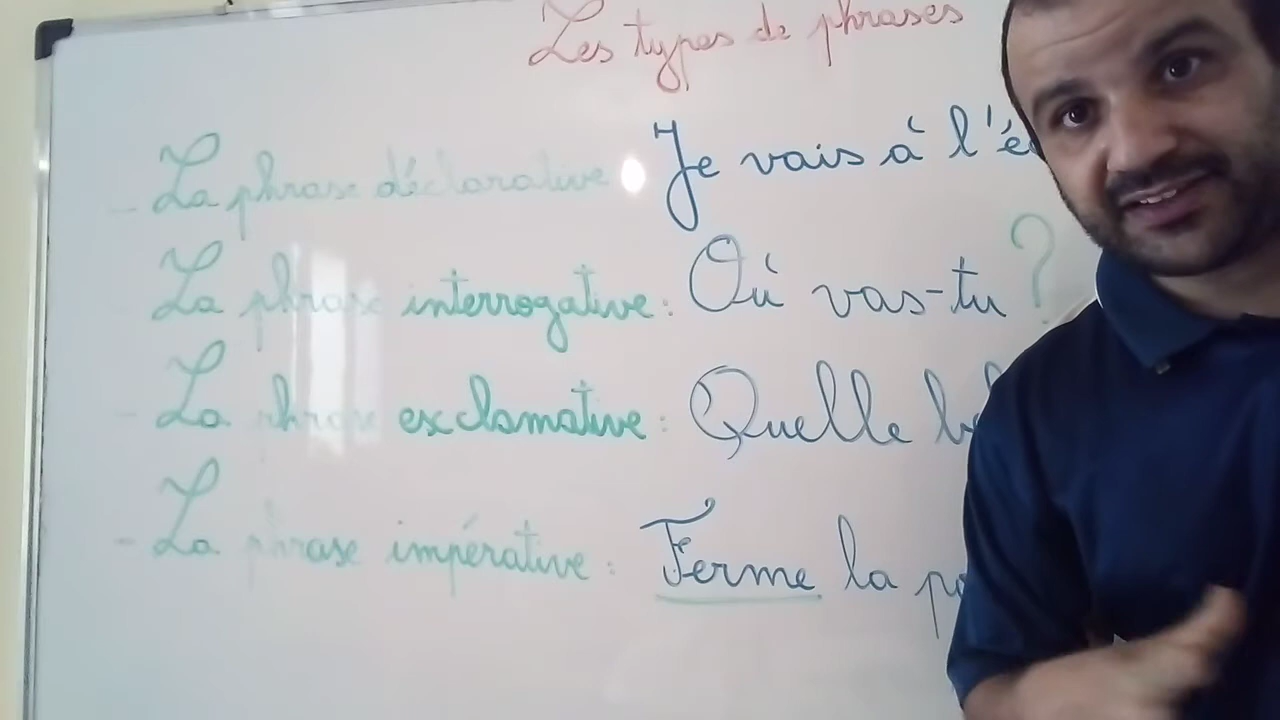 Les types de phrases
- La phrase déclarative : Je vais à l'é
La phrase interrogative : Où vas-tu ?
- La phrase exclamative : Quelle
- La phrase impérative : Ferme la